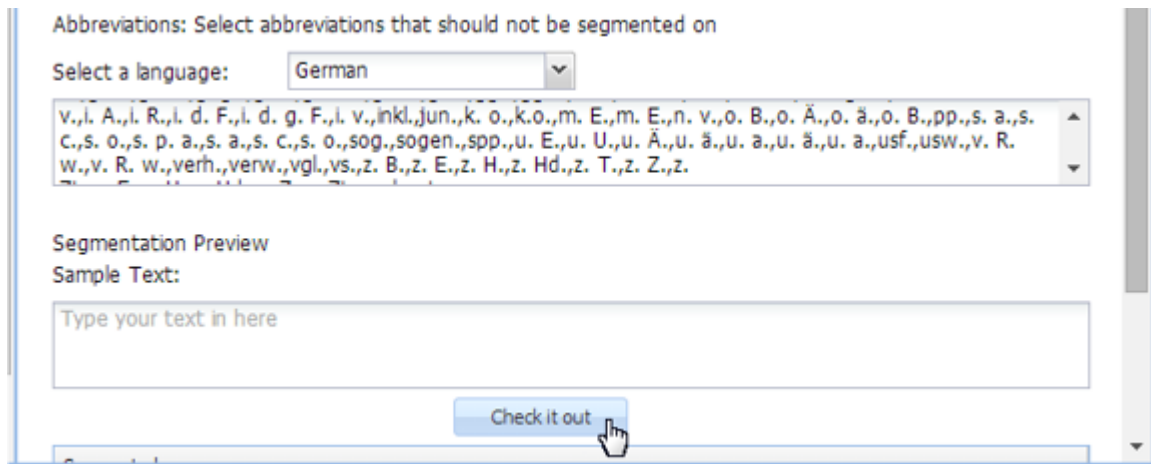 Abbreviations: Select abbreviations that should not be segmented on
Select a language: German
v.,i. A.,i. R.,i. d. F.,i. d. g. F.,i. v.,inkl.,jun.,k. o.,k.o.,m. E.,m. E.,n. v.,o. B.,o. Ä.,o. ä.,o. B.,pp.,s. a.,s.
c.,s. o.,s. p. a.,s. a.,s. c.,s. o.,sog.,sogen.,spp.,u. E.,u. U.,u. Ä.,u. ä.,u. a.,u. ä.,u. a.,usf.,usw.,v. R.
w.,v. R. w.,verh.,verw.,vgl.,vs.,z. B.,z. E.,z. H.,z. Hd.,z. T.,z. Z.,z.
Segmentation Preview
Sample Text:
Type your text in here
Check it out